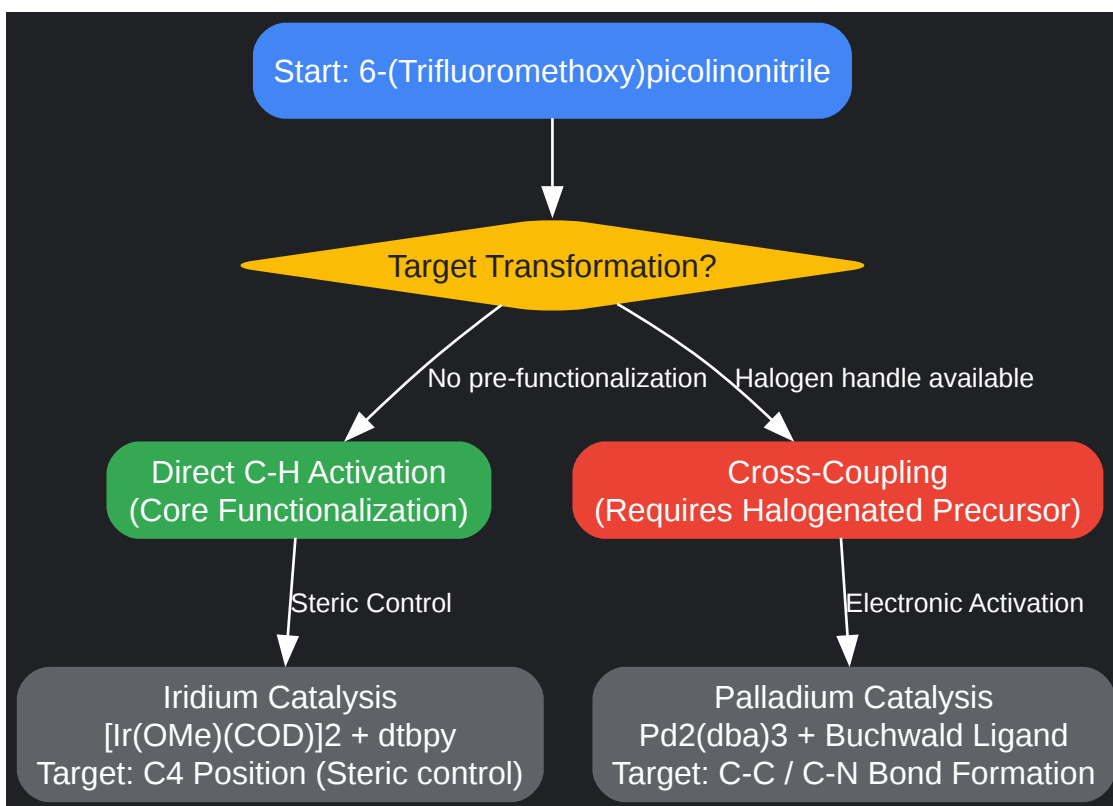 Start: 6-(Trifluoromethoxy)picolinonitrile
Target Transformation?
No pre-functionalization
Halogen handle available
Direct C-H Activation
(Core Functionalization)
Cross-Coupling
(Requires Halogenated Precursor)
Steric Control
Electronic Activation
Iridium Catalysis
[Ir(OMe)(COD)]2 + dtbpy
Target: C4 Position (Steric control)
Palladium Catalysis
Pd2(dba)3 + Buchwald Ligand
Target: C-C / C-N Bond Formation